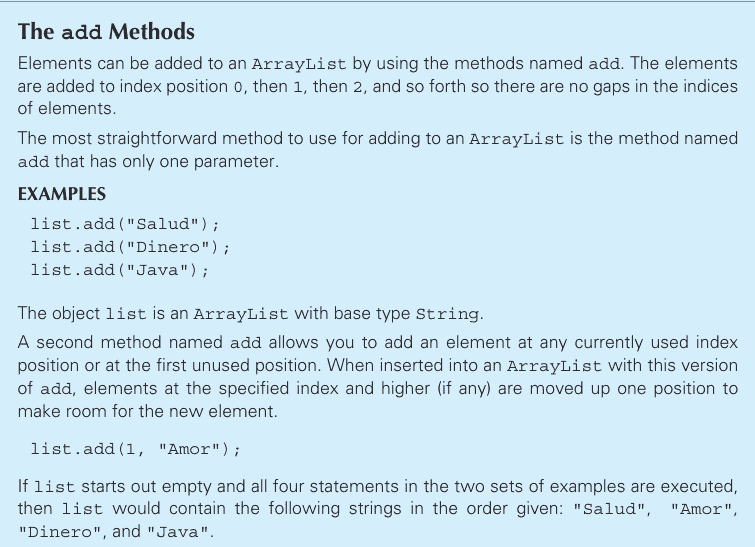 The add Methods
Elements can be added to an ArrayList by using the methods named add. The elements
are added to index position 0, then 1, then 2, and so forth so there are no gaps in the indices
of elements.
The most straightforward method to use for adding to an ArrayList is the method named
add that has only one parameter.
EXAMPLES
list.add("Salud");
list.add("Dinero");
list.add("Java");
The object list is an ArrayList with base type String.
A second method named add allows you to add an element at any currently used index
position or at the first unused position. When inserted into an ArrayList with this version
of add, elements at the specified index and higher (if any) are moved up one position to
make room for the new element.
list.add(1, "Amor");
If list starts out empty and all four statements in the two sets of examples are executed,
then list would contain the following strings in the order given: "Salud", "Amor",
"Dinero", and "Java".